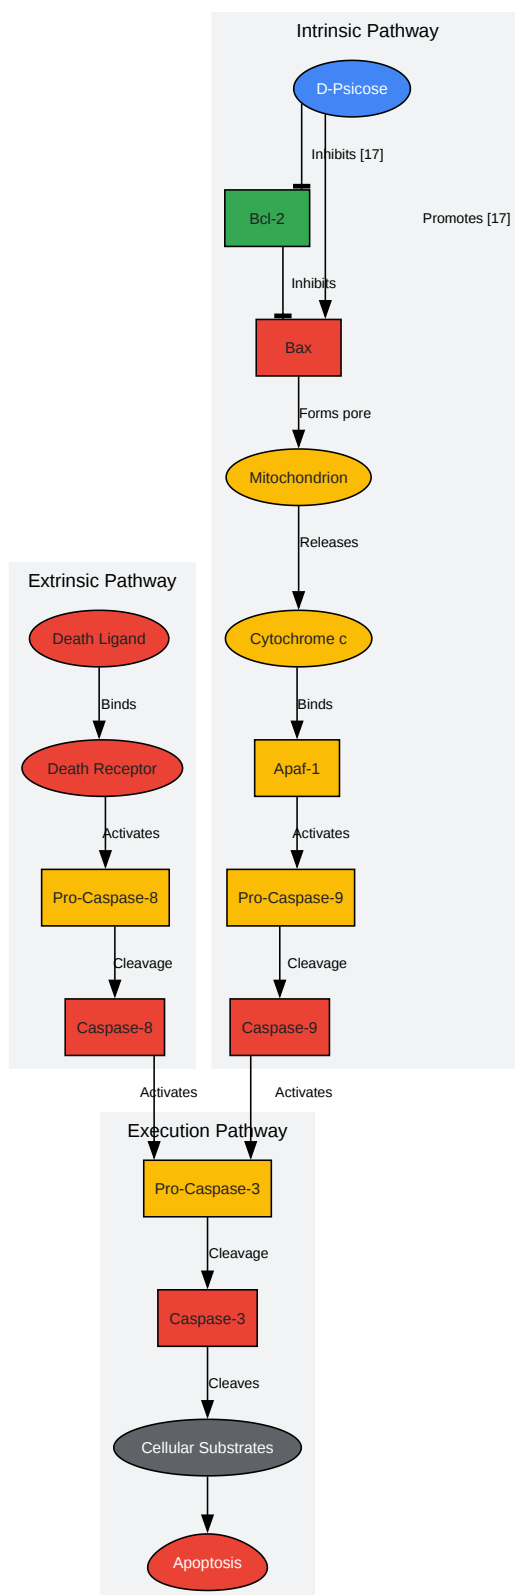 Intrinsic Pathway
D-Psicose
Inhibits [17]
Bcl-2
Promotes [17]
Inhibits
Bax
Forms pore
Mitochondrion
Releases
Extrinsic Pathway
Death Ligand
Cytochrome c
Binds
Binds
Death Receptor
Apaf-1
Activates
Activates
Pro-Caspase-8
Pro-Caspase-9
Cleavage
Cleavage
Caspase-8
Caspase-9
Activates
Activates
Execution Pathway
Pro-Caspase-3
Cleavage
Caspase-3
Cleaves
Cellular Substrates
Apoptosis